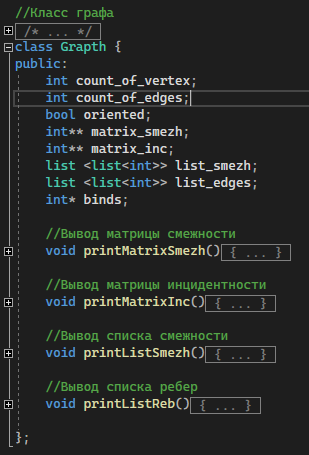 //Класс графа
/* ... */
class Grapth {
public:
int count_of_vertex;
int count_of_edges;
bool oriented;
int** matrix_smezh;
int** matrix_inc;
list <list<int>> list_smezh;
list <list<int>> list_edges;
int* binds;
//Вывод матрицы смежности
void printMatrixSmezh() { ... }
//Вывод матрицы инцидентности
void printMatrixInc() { ... }
//Вывод списка смежности
void printListSmezh() { ... }
//Вывод списка ребер
void printListReb() { ... }
};